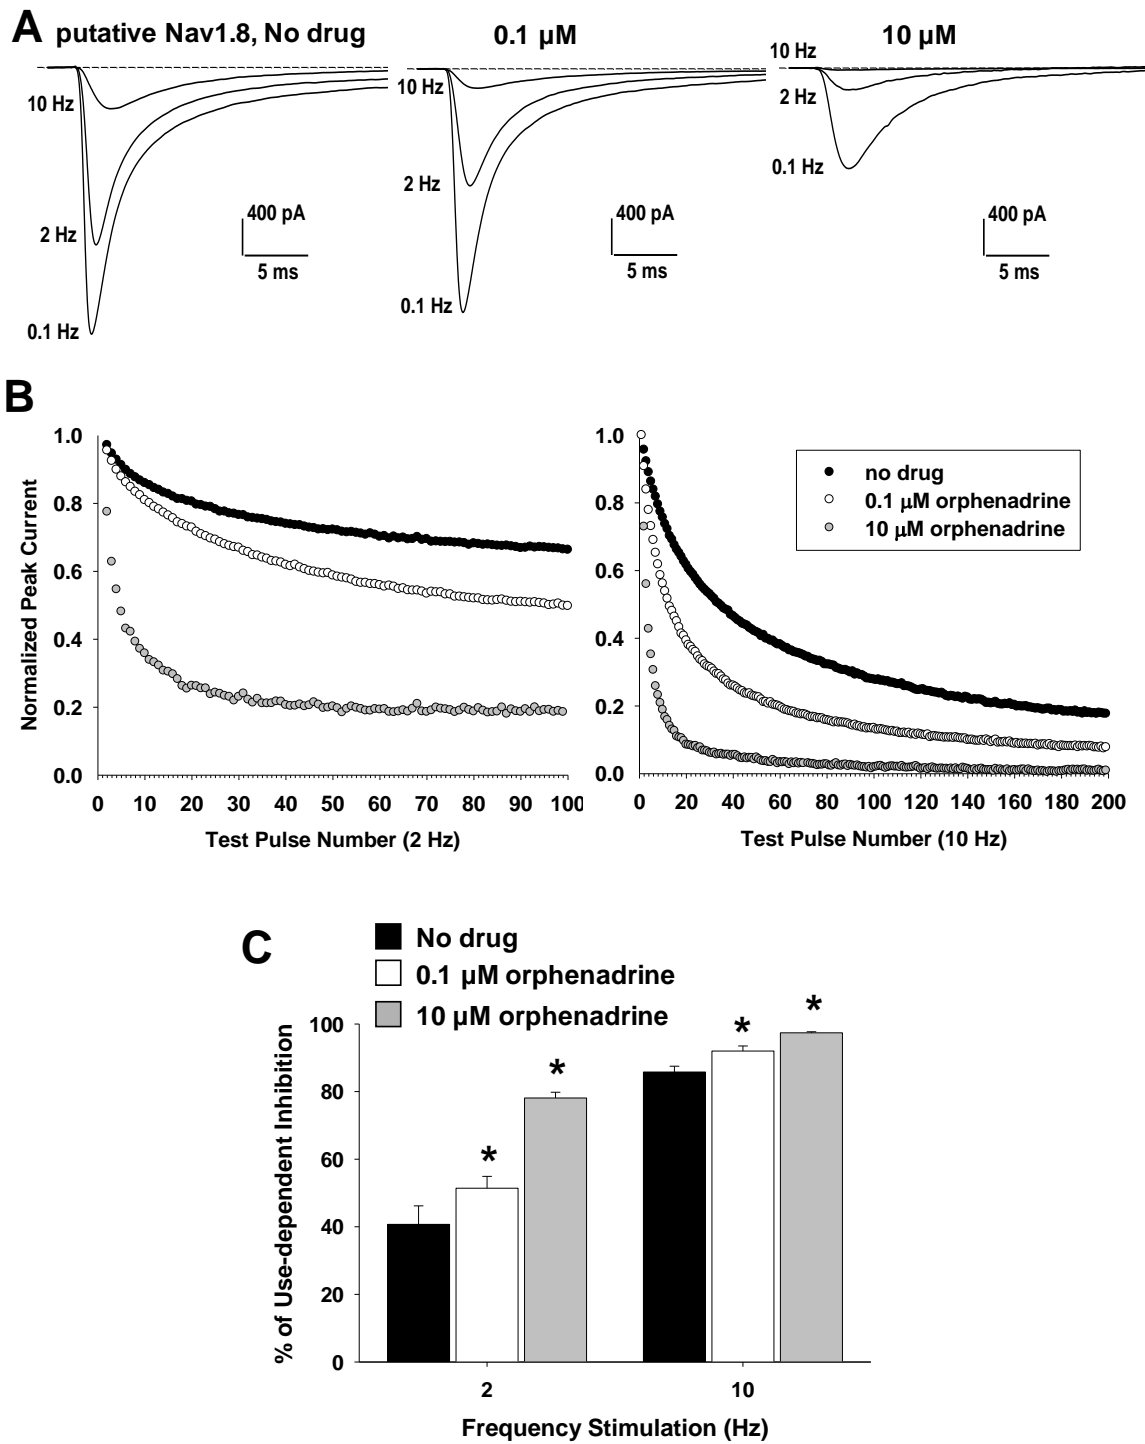 A
putative Nav1.8, No drug
0.1 µM
10 µM
10 Hz
2 Hz
0.1 Hz
400 pA
5 ms
10 Hz
2 Hz
0.1 Hz
400 pA
5 ms
10 Hz
2 Hz
0.1 Hz
400 pA
5 ms
B
Normalized Peak Current
1.0
0.8
0.6
0.4
0.2
0.0
0 10 20 30 40 50 60 70 80 90 100
Test Pulse Number (2 Hz)
1.0
0.8
0.6
0.4
0.2
0.0
0 20 40 60 80 100 120 140 160 180 200
Test Pulse Number (10 Hz)
no drug
0.1 µM orphenadrine
10 µM orphenadrine
C
No drug
0.1 µM orphenadrine
10 µM orphenadrine
% of Use-dependent Inhibition
100
80
60
40
20
0
* * * *
2 10
Frequency Stimulation (Hz)